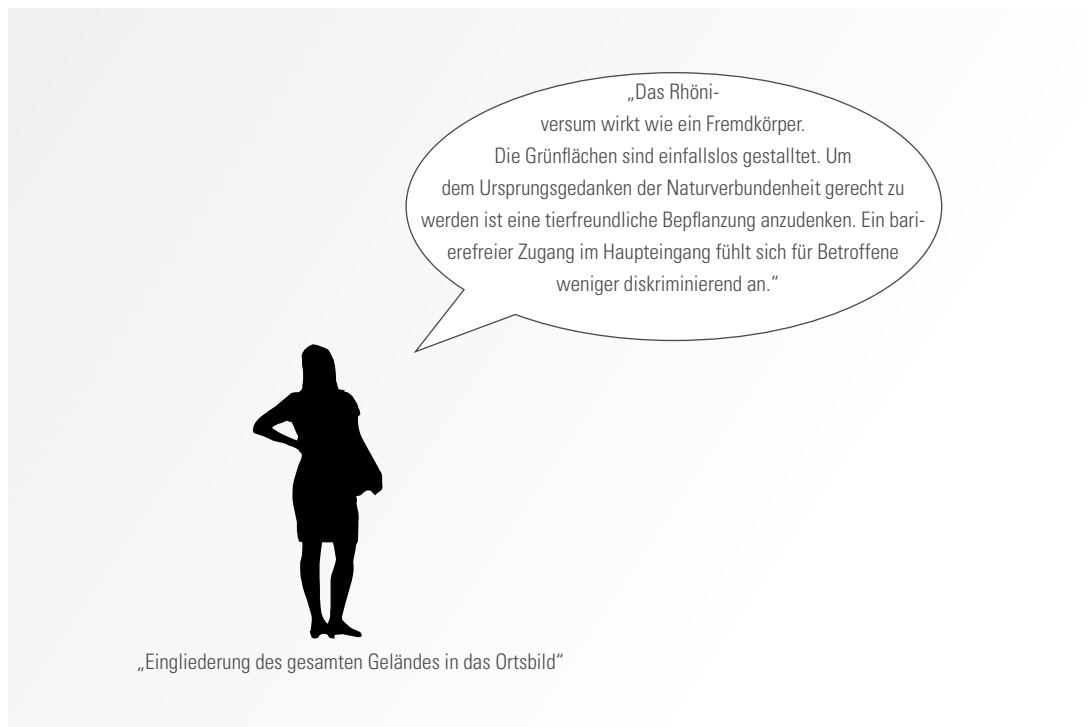 „Das Rhöni-
versum wirkt wie ein Fremdkörper.
Die Grünflächen sind einfallslos gestalltet. Um
dem Ursprungsgedanken der Naturverbundenheit gerecht zu
werden ist eine tierfreundliche Bepflanzung anzudenken. Ein bari-
erefreier Zugang im Haupteingang fühlt sich für Betroffene
weniger diskriminierend an.“
„Eingliederung des gesamten Geländes in das Ortsbild“